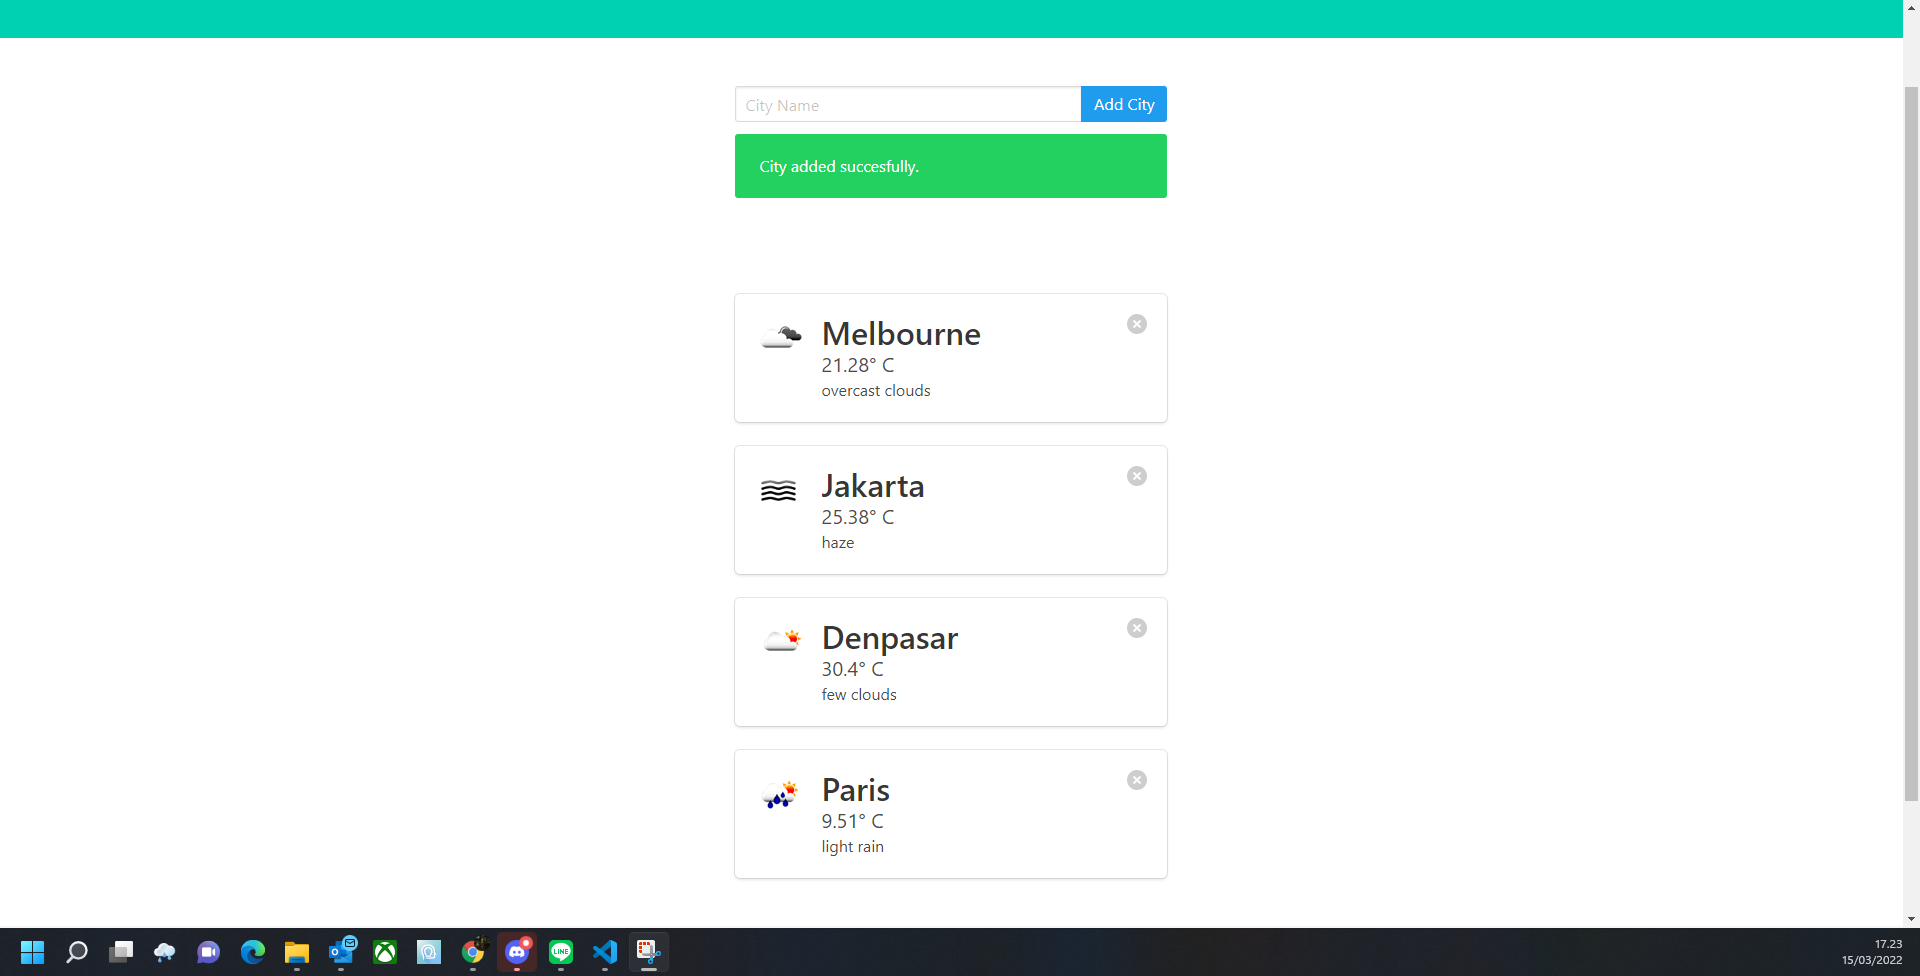 City Name
Add City
City added succesfully.
Melbourne
21.28° C
overcast clouds
Jakarta
25.38° C
haze
Denpasar
30.4° C
few clouds
Paris
9.51° C
light rain
LINE
17.23
15/03/2022